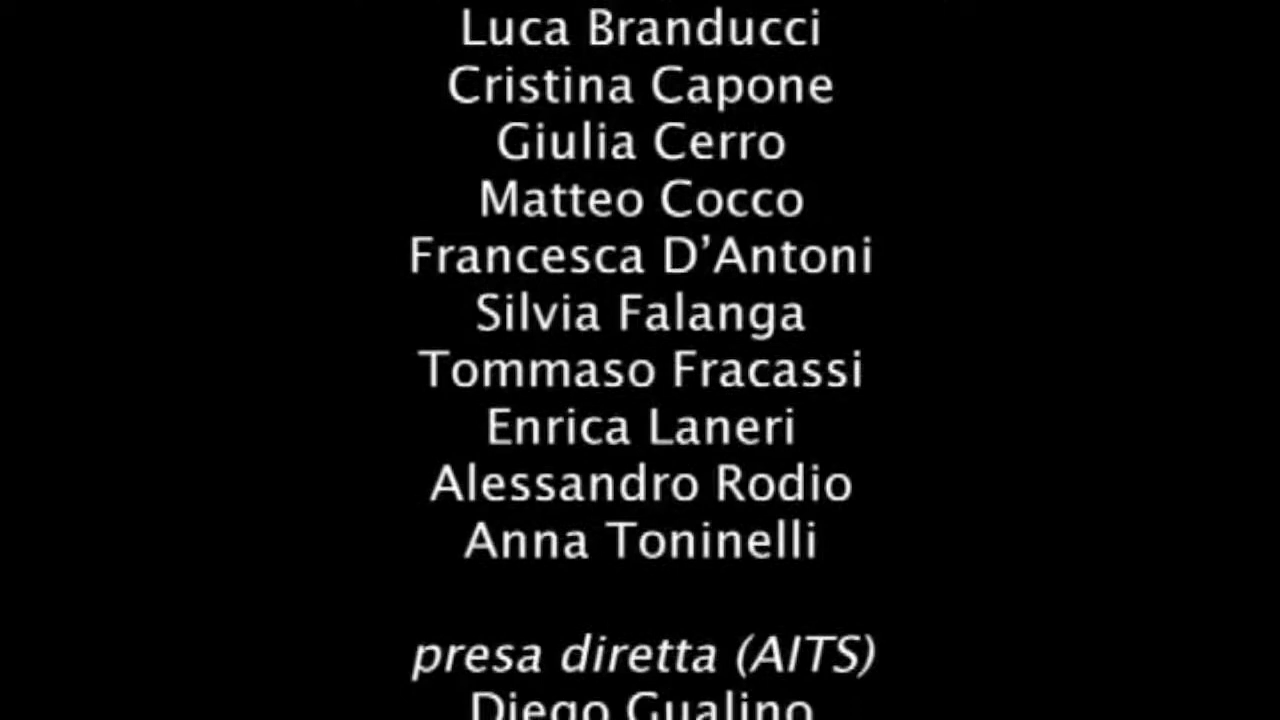 Luca Branducci
Cristina Capone
Giulia Cerro
Matteo Cocco
Francesca D’Antoni
Silvia Falanga
Tommaso Fracassi
Enrica Laneri
Alessandro Rodio
Anna Toninelli
presa diretta (AITS)
Diego Gualino